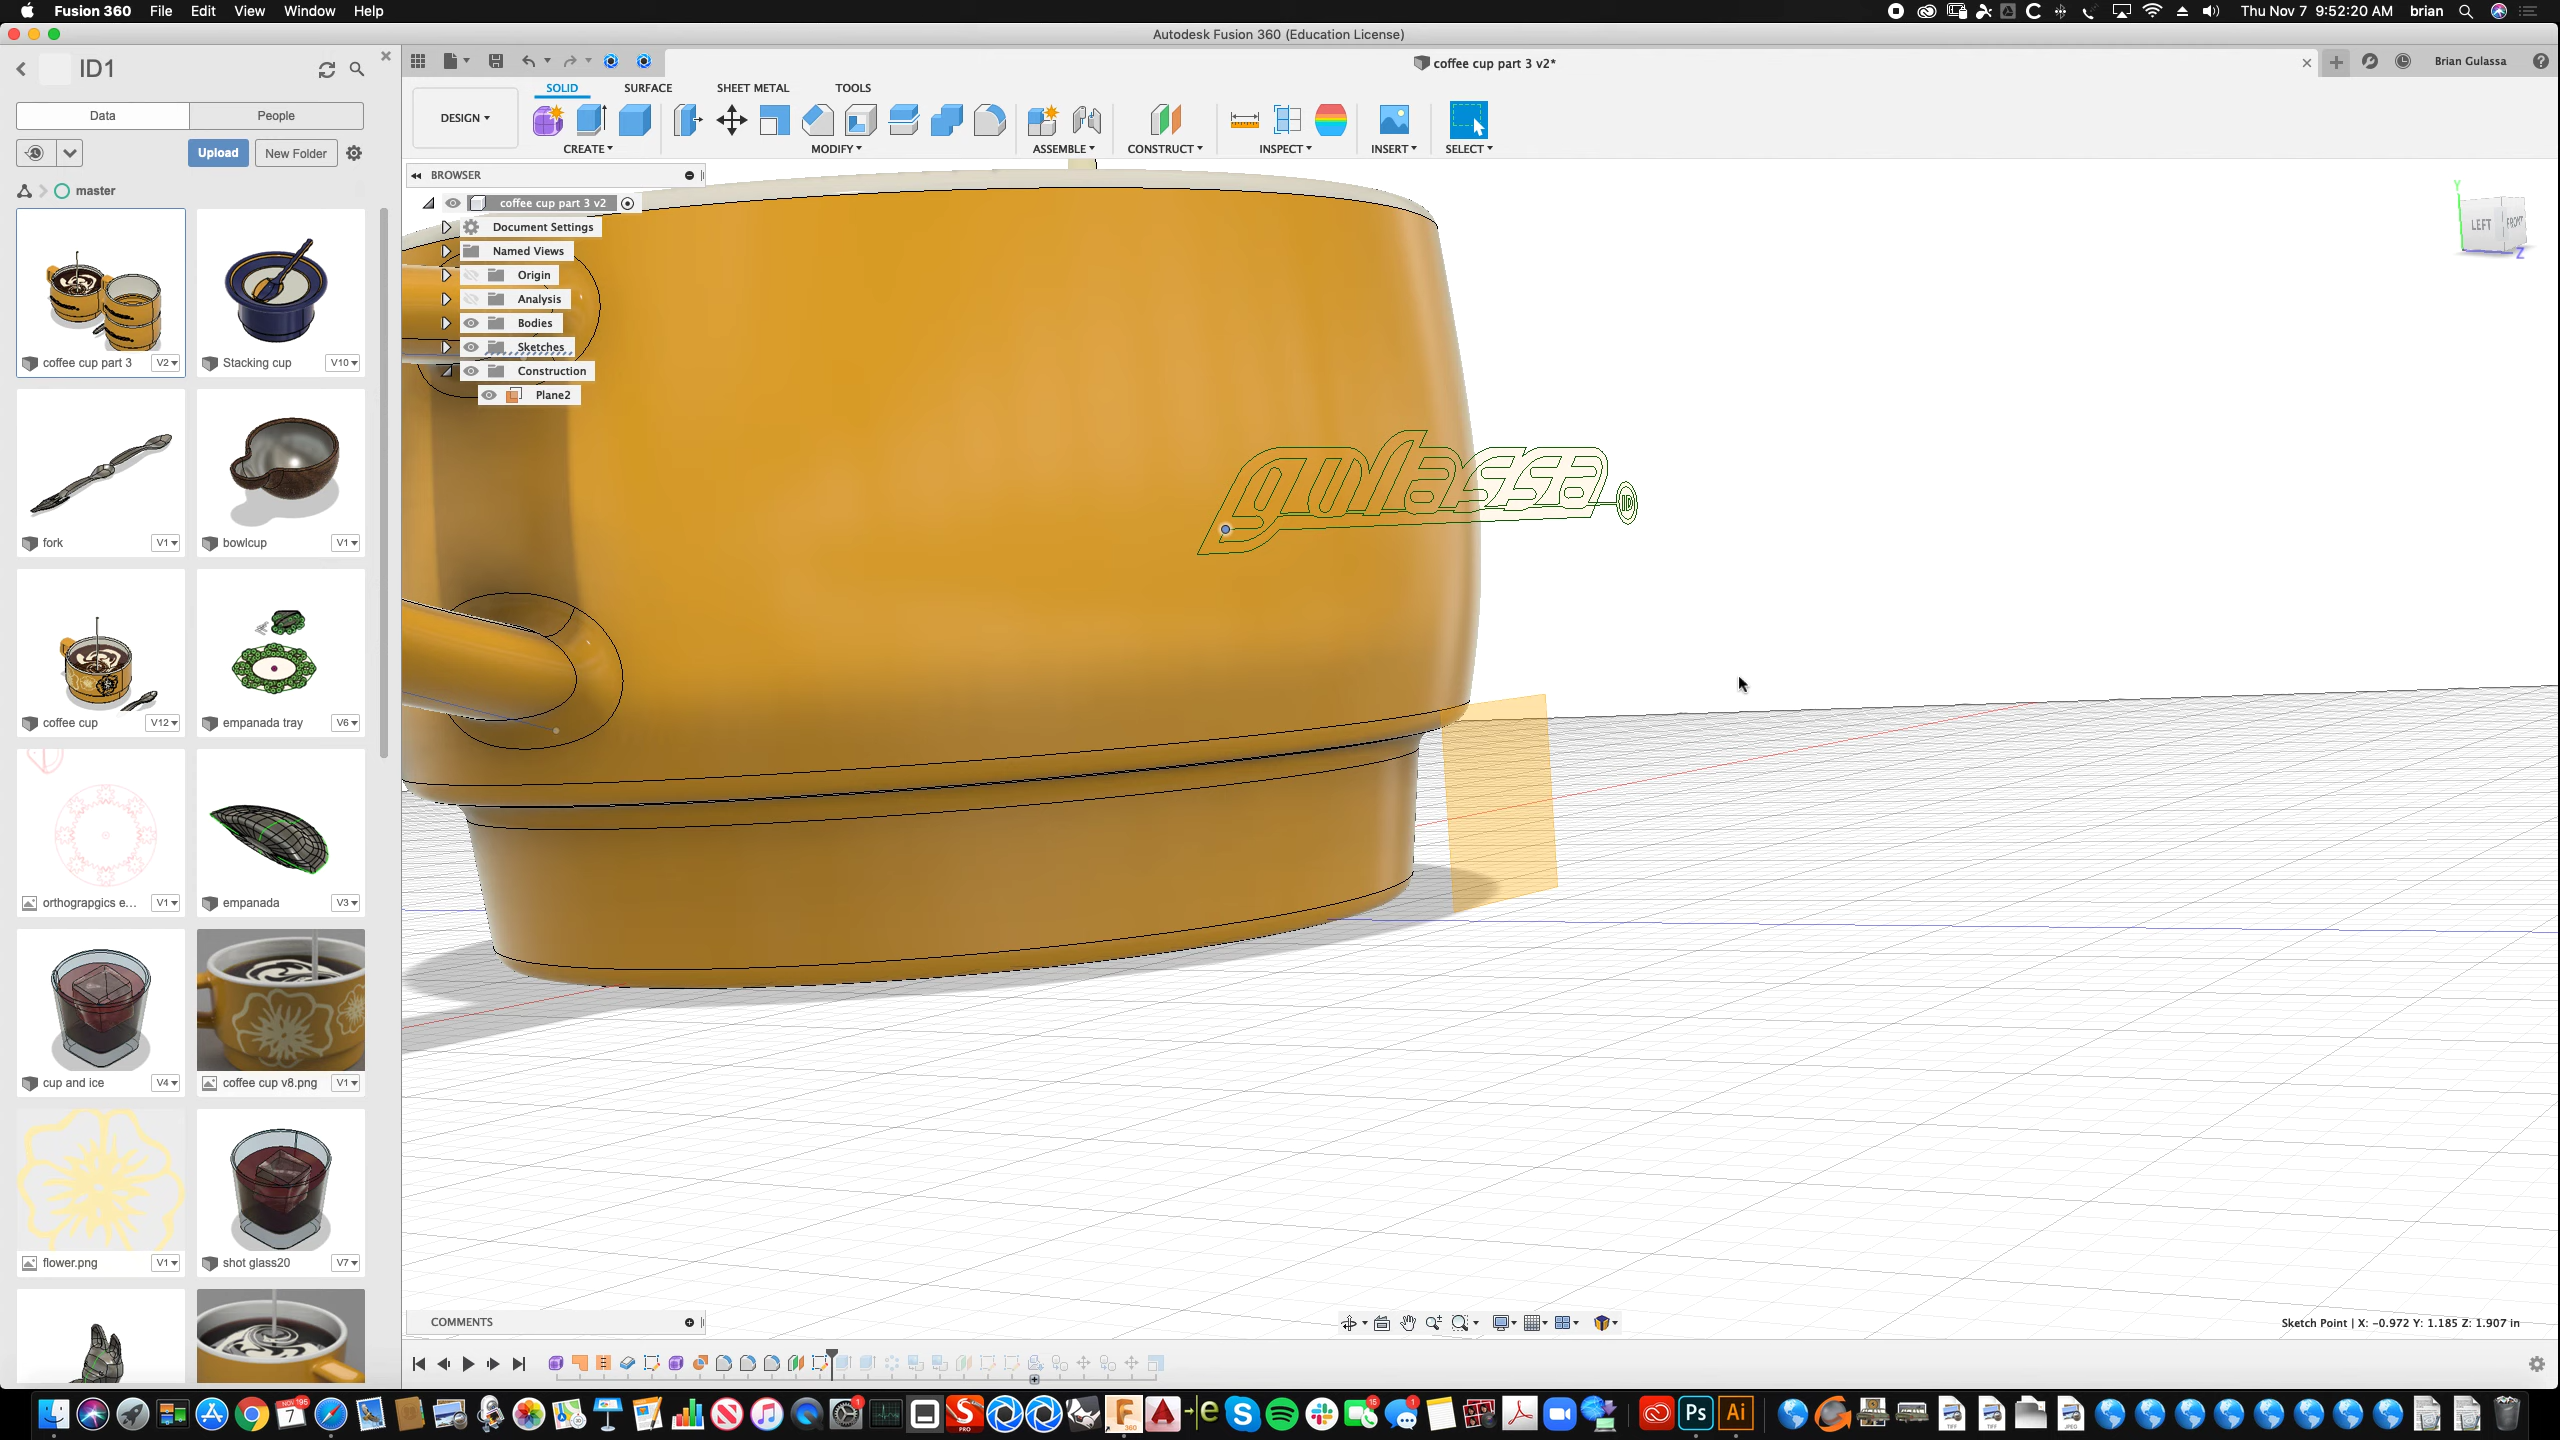 Fusion 360 File Edit View Window Help
Thu Nov 7 9:52:20 AM brian
Autodesk Fusion 360 (Education License)
ID1
coffee cup part 3 v2*
Brian Gulassa
Data People
Upload New Folder
master
SOLID SURFACE SHEET METAL TOOLS
DESIGN
CREATE MODIFY ASSEMBLE CONSTRUCT INSPECT INSERT SELECT
BROWSER
coffee cup part 3 v2
Document Settings
Named Views
Origin
Analysis
Bodies
Sketches
Construction
Plane2
Y
LEFT FRONT
Z
gulassa ID
coffee cup part 3 V2
Stacking cup V10
fork V1
bowlcup V1
coffee cup V12
empanada tray V6
orthograpgics e... V1
empanada V3
cup and ice V4
coffee cup v8.png V1
flower.png V1
shot glass20 V7
COMMENTS
Sketch Point | X: -0.972 Y: 1.185 Z: 1.907 in